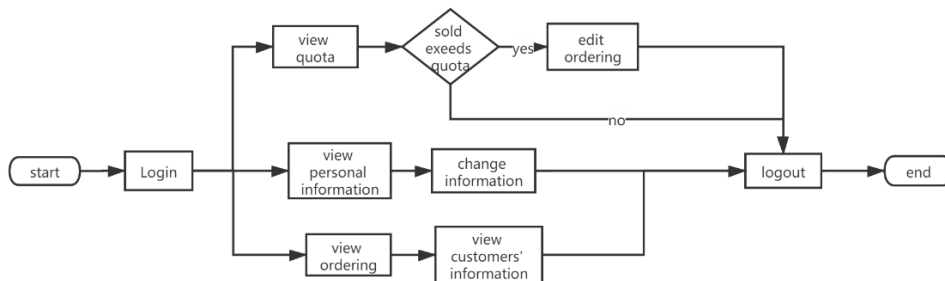 view
quota
sold
exeeds
quota
yes
edit
ordering
no
start
Login
view
personal
information
change
information
logout
end
view
ordering
view
customers'
information